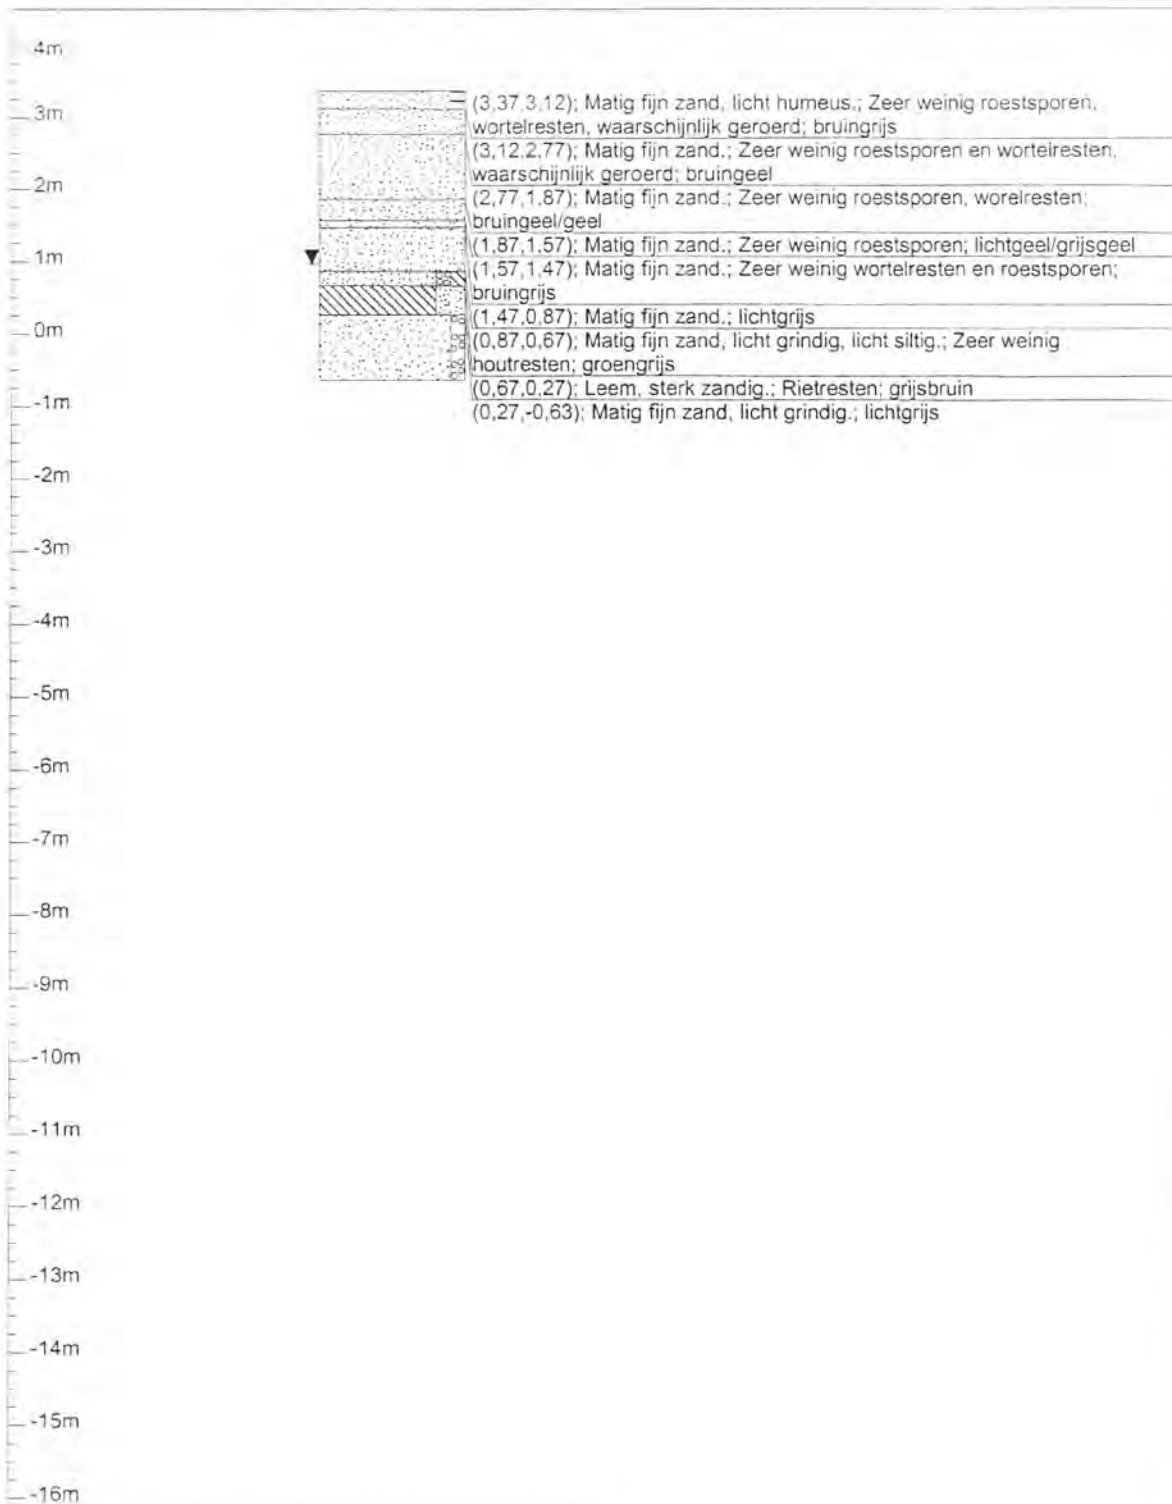 4m
3m
2m
1m
0m
-1m
-2m
-3m
-4m
-5m
-6m
-7m
-8m
-9m
-10m
-11m
-12m
-13m
-14m
-15m
-16m
(3,37,3,12); Matig fijn zand, licht humeus.; Zeer weinig roestsporen,
wortelresten, waarschijnlijk geroerd; bruingrijs
(3,12,2,77); Matig fijn zand.; Zeer weinig roestsporen en wortelresten,
waarschijnlijk geroerd; bruingeel
(2,77,1,87); Matig fijn zand.; Zeer weinig roestsporen, worelresten;
bruingeel/geel
(1,87,1,57); Matig fijn zand.; Zeer weinig roestsporen; lichtgeel/grijsgeel
(1,57,1,47); Matig fijn zand.; Zeer weinig wortelresten en roestsporen;
bruingrijs
(1,47,0,87); Matig fijn zand.; lichtgrijs
(0,87,0,67); Matig fijn zand, licht grindig, licht siltig.; Zeer weinig
houtresten; groengrijs
(0,67,0,27); Leem, sterk zandig.; Rietresten; grijsbruin
(0,27,-0,63); Matig fijn zand, licht grindig.; lichtgrijs